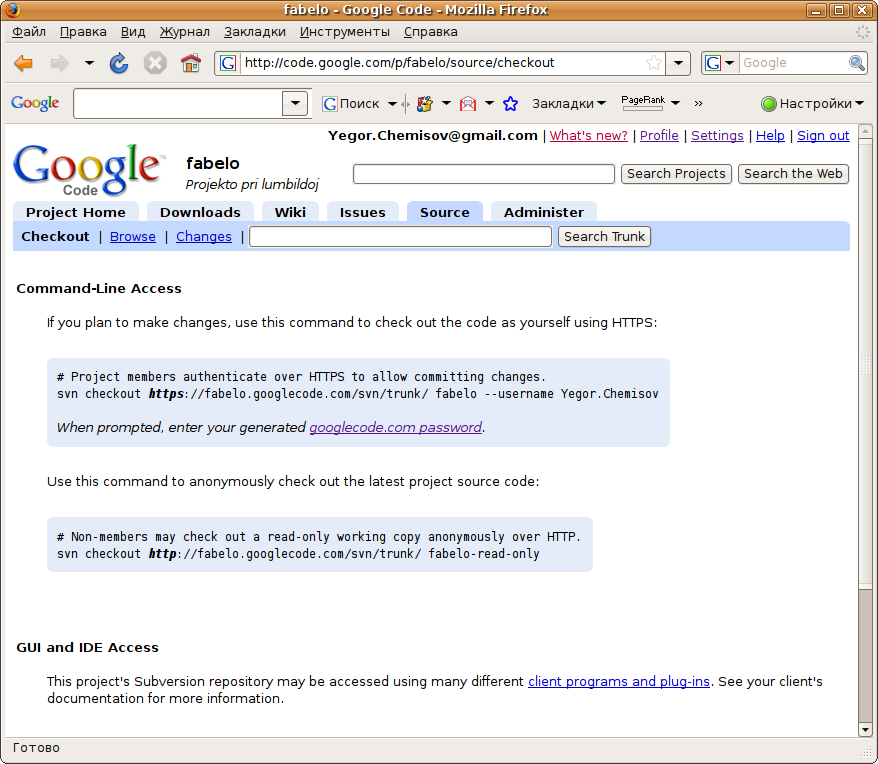 fabelo - Google Code - Mozilla Firefox
Файл Правка Вид Журнал Закладки Инструменты Справка
G http://code.google.com/p/fabelo/source/checkout G Google
Google G Поиск Закладки PageRank » Настройки
Yegor.Chemisov@gmail.com | What's new? | Profile | Settings | Help | Sign out
Google™ Code
fabelo
Projekto pri lumbildoj
Search Projects Search the Web
Project Home Downloads Wiki Issues Source Administer
Checkout | Browse | Changes | Search Trunk
Command-Line Access
If you plan to make changes, use this command to check out the code as yourself using HTTPS:
# Project members authenticate over HTTPS to allow committing changes.
svn checkout https://fabelo.googlecode.com/svn/trunk/ fabelo --username Yegor.Chemisov
When prompted, enter your generated googlecode.com password.
Use this command to anonymously check out the latest project source code:
# Non-members may check out a read-only working copy anonymously over HTTP.
svn checkout http://fabelo.googlecode.com/svn/trunk/ fabelo-read-only
GUI and IDE Access
This project's Subversion repository may be accessed using many different client programs and plug-ins. See your client's
documentation for more information.
Готово